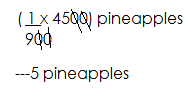 ( 1 x 4500) pineapples
900
---5 pineapples